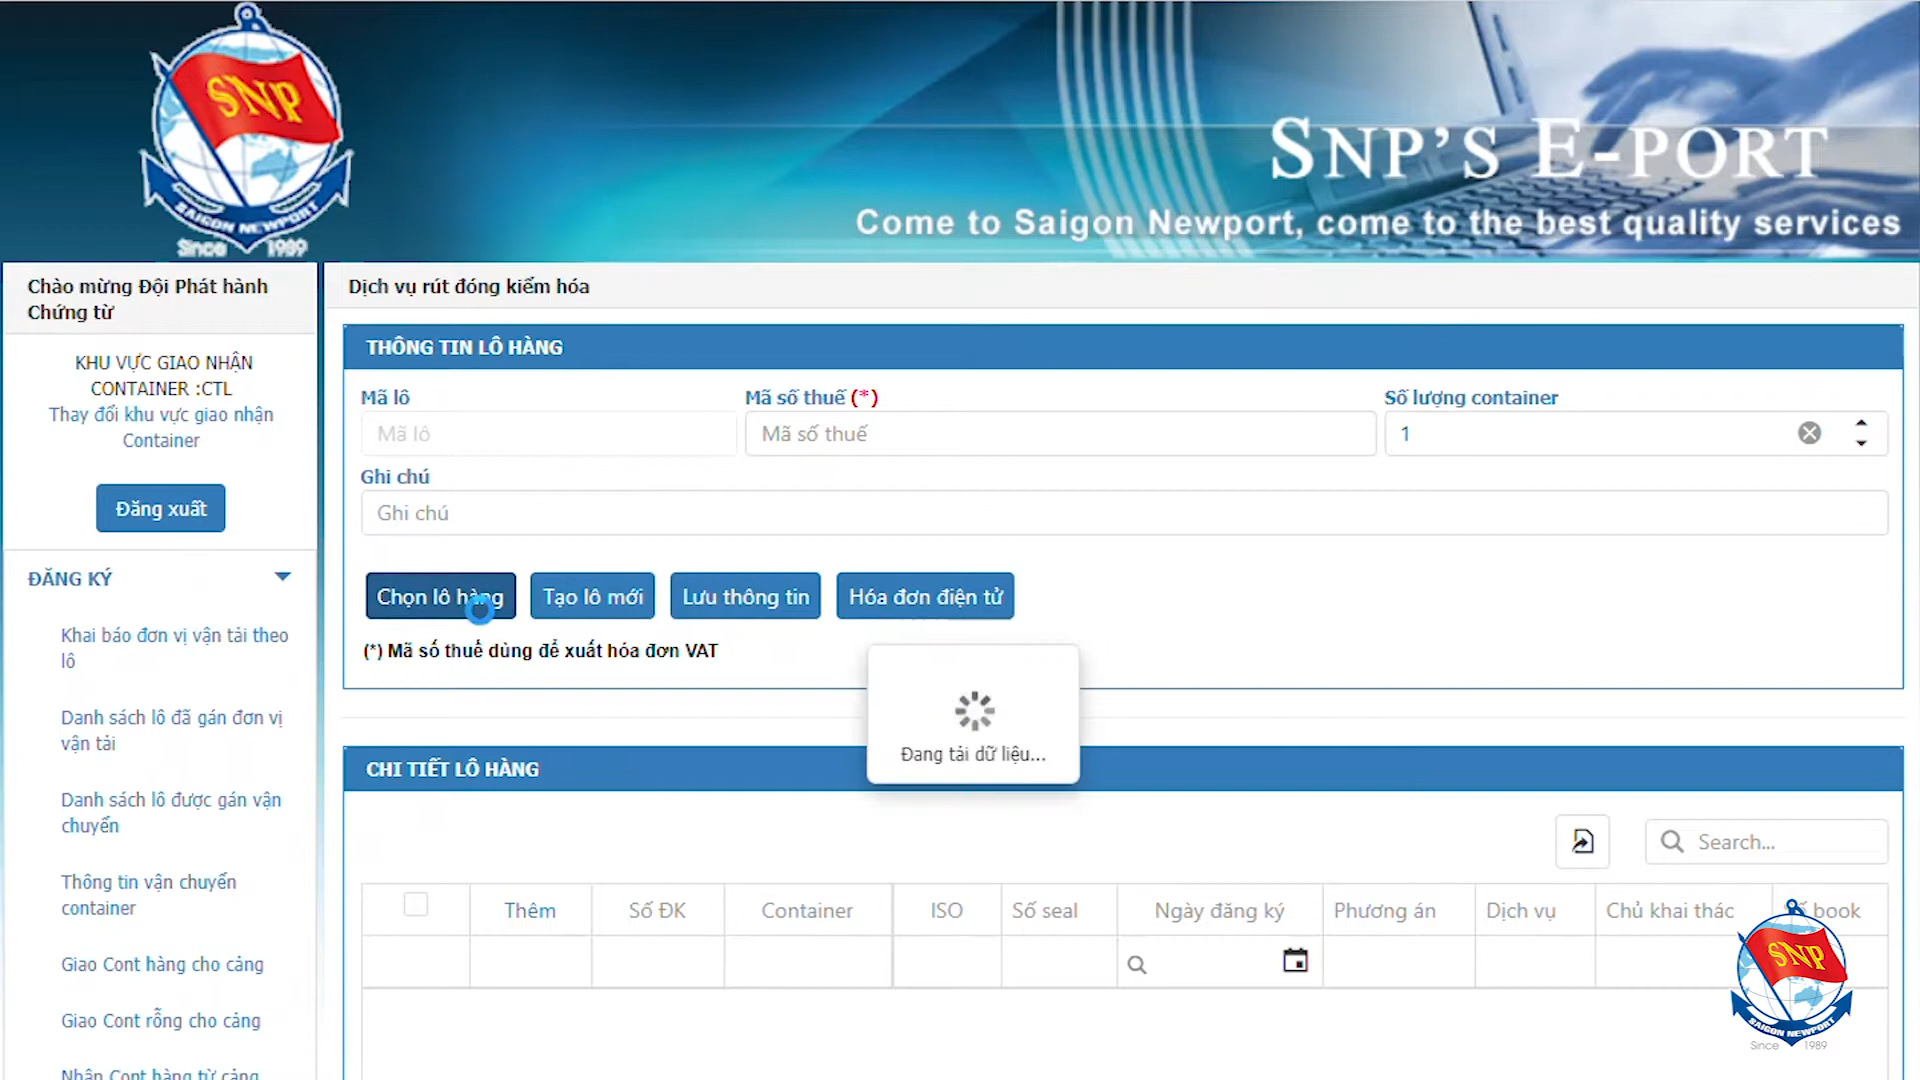 SNP
SAIGON NEWPORT
Since 1989
SNP'S E-PORT
Come to Saigon Newport, come to the best quality services
Chào mừng Đội Phát hành
Chứng từ
KHU VỰC GIAO NHẬN
CONTAINER :CTL
Thay đổi khu vực giao nhận
Container
Đăng xuất
ĐĂNG KÝ
Khai báo đơn vị vận tải theo
lô
Danh sách lô đã gán đơn vị
vận tải
Danh sách lô được gán vận
chuyển
Thông tin vận chuyển
container
Giao Cont hàng cho cảng
Giao Cont rỗng cho cảng
Nhận Cont hàng từ cảng
Dịch vụ rút đóng kiểm hóa
THÔNG TIN LÔ HÀNG
Mã lô
Mã số thuế (*)
Số lượng container
Mã lô
Mã số thuế
1
Ghi chú
Ghi chú
Chọn lô hàng
Tạo lô mới
Lưu thông tin
Hóa đơn điện tử
(*) Mã số thuế dùng để xuất hóa đơn VAT
Đang tải dữ liệu...
CHI TIẾT LÔ HÀNG
Search...
Thêm
Số ĐK
Container
ISO
Số seal
Ngày đăng ký
Phương án
Dịch vụ
Chủ khai thác
book
SNP
SAIGON NEWPORT
Since 1989